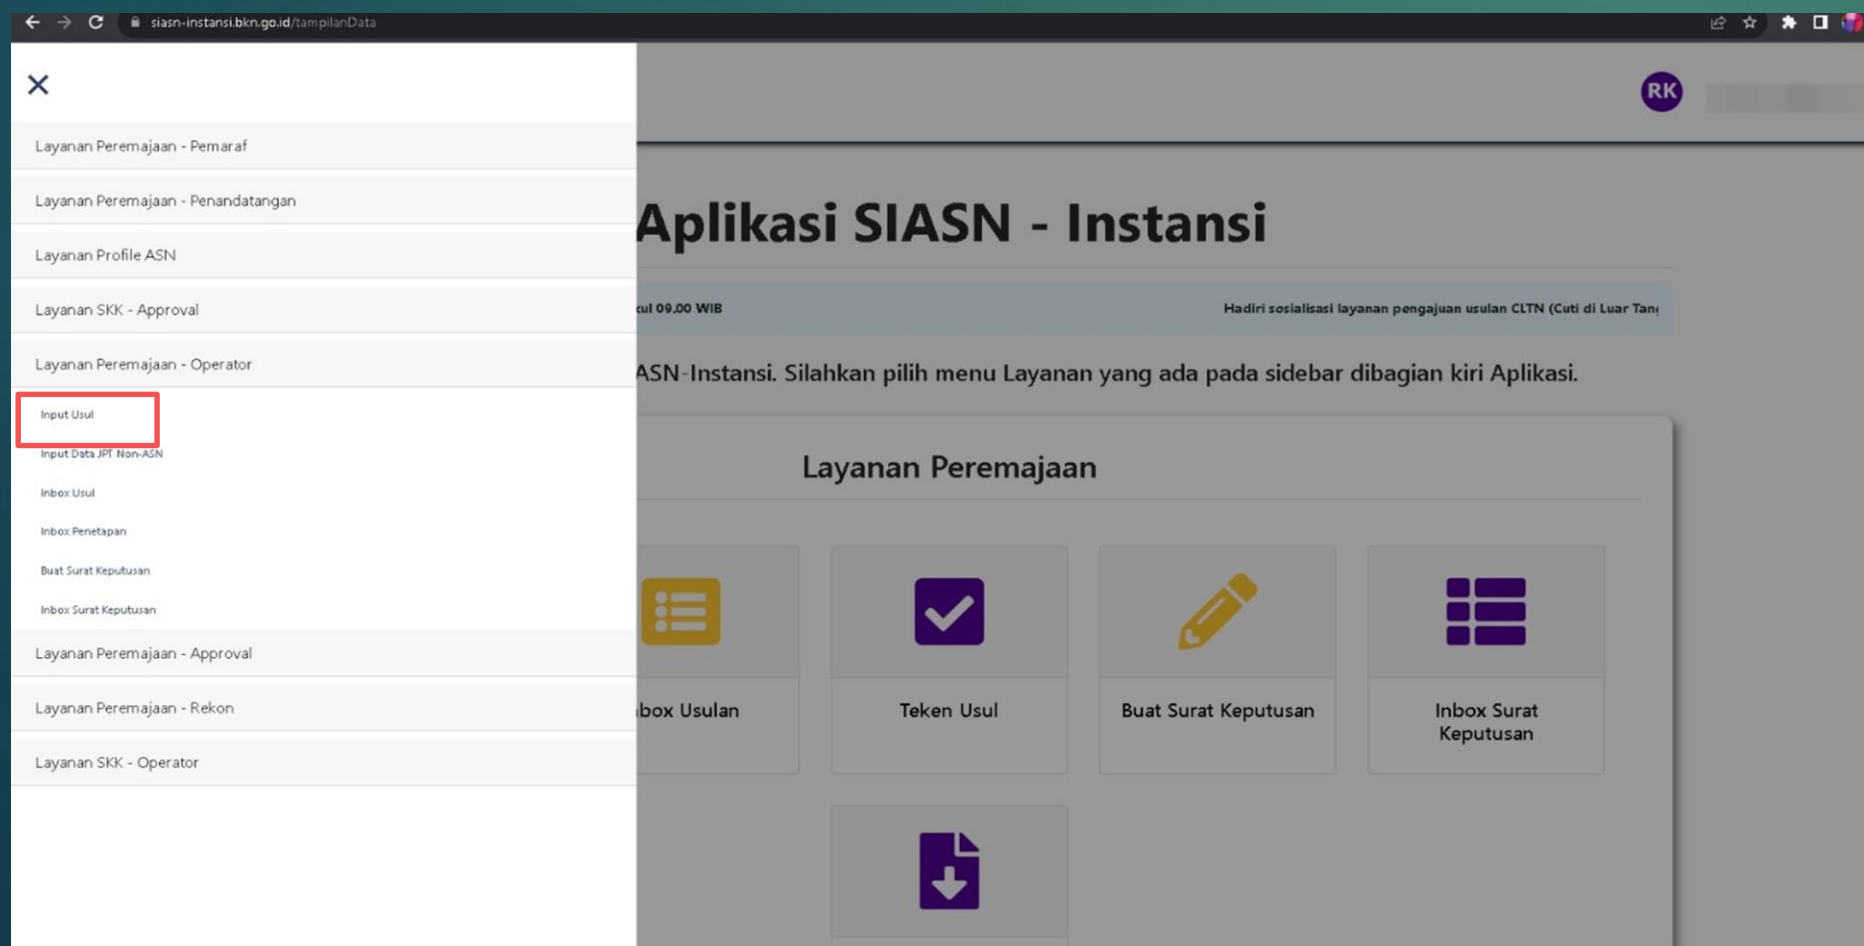 siasn-instansi.bkn.go.id/tampilanData
RK
Layanan Peremajaan - Pemaraf
Layanan Peremajaan - Penandatangan
Layanan Profile ASN
Layanan SKK - Approval
Layanan Peremajaan - Operator
Input Usul
Input Data JPT Non-ASN
Inbox Usul
Inbox Penetapan
Buat Surat Keputusan
Inbox Surat Keputusan
Layanan Peremajaan - Approval
Layanan Peremajaan - Rekon
Layanan SKK - Operator
Aplikasi SIASN - Instansi
cul 09.00 WIB
Hadiri sosialisasi layanan pengajuan usulan CLTN (Cuti di Luar Tang
ASN-Instansi. Silahkan pilih menu Layanan yang ada pada sidebar dibagian kiri Aplikasi.
Layanan Peremajaan
box Usulan
Teken Usul
Buat Surat Keputusan
Inbox Surat
Keputusan